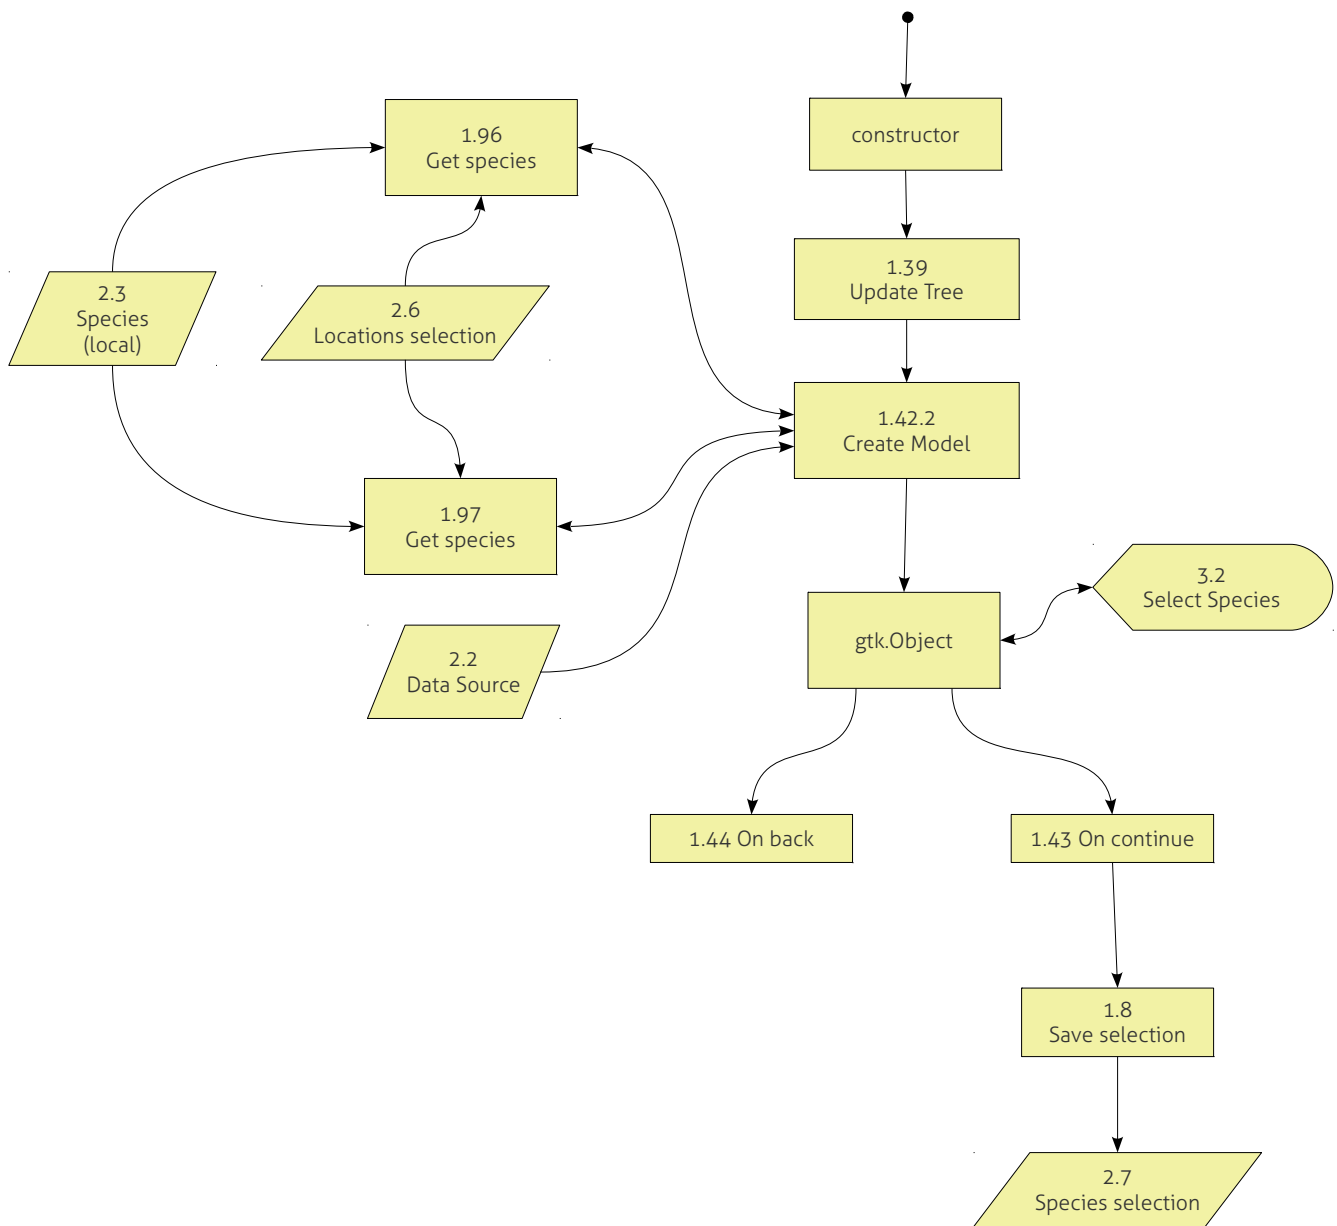 constructor
1.96
Get species
1.39
Update Tree
2.3
Species
(local)
2.6
Locations selection
1.42.2
Create Model
1.97
Get species
3.2
Select Species
gtk.Object
2.2
Data Source
1.44 On back
1.43 On continue
1.8
Save selection
2.7
Species selection